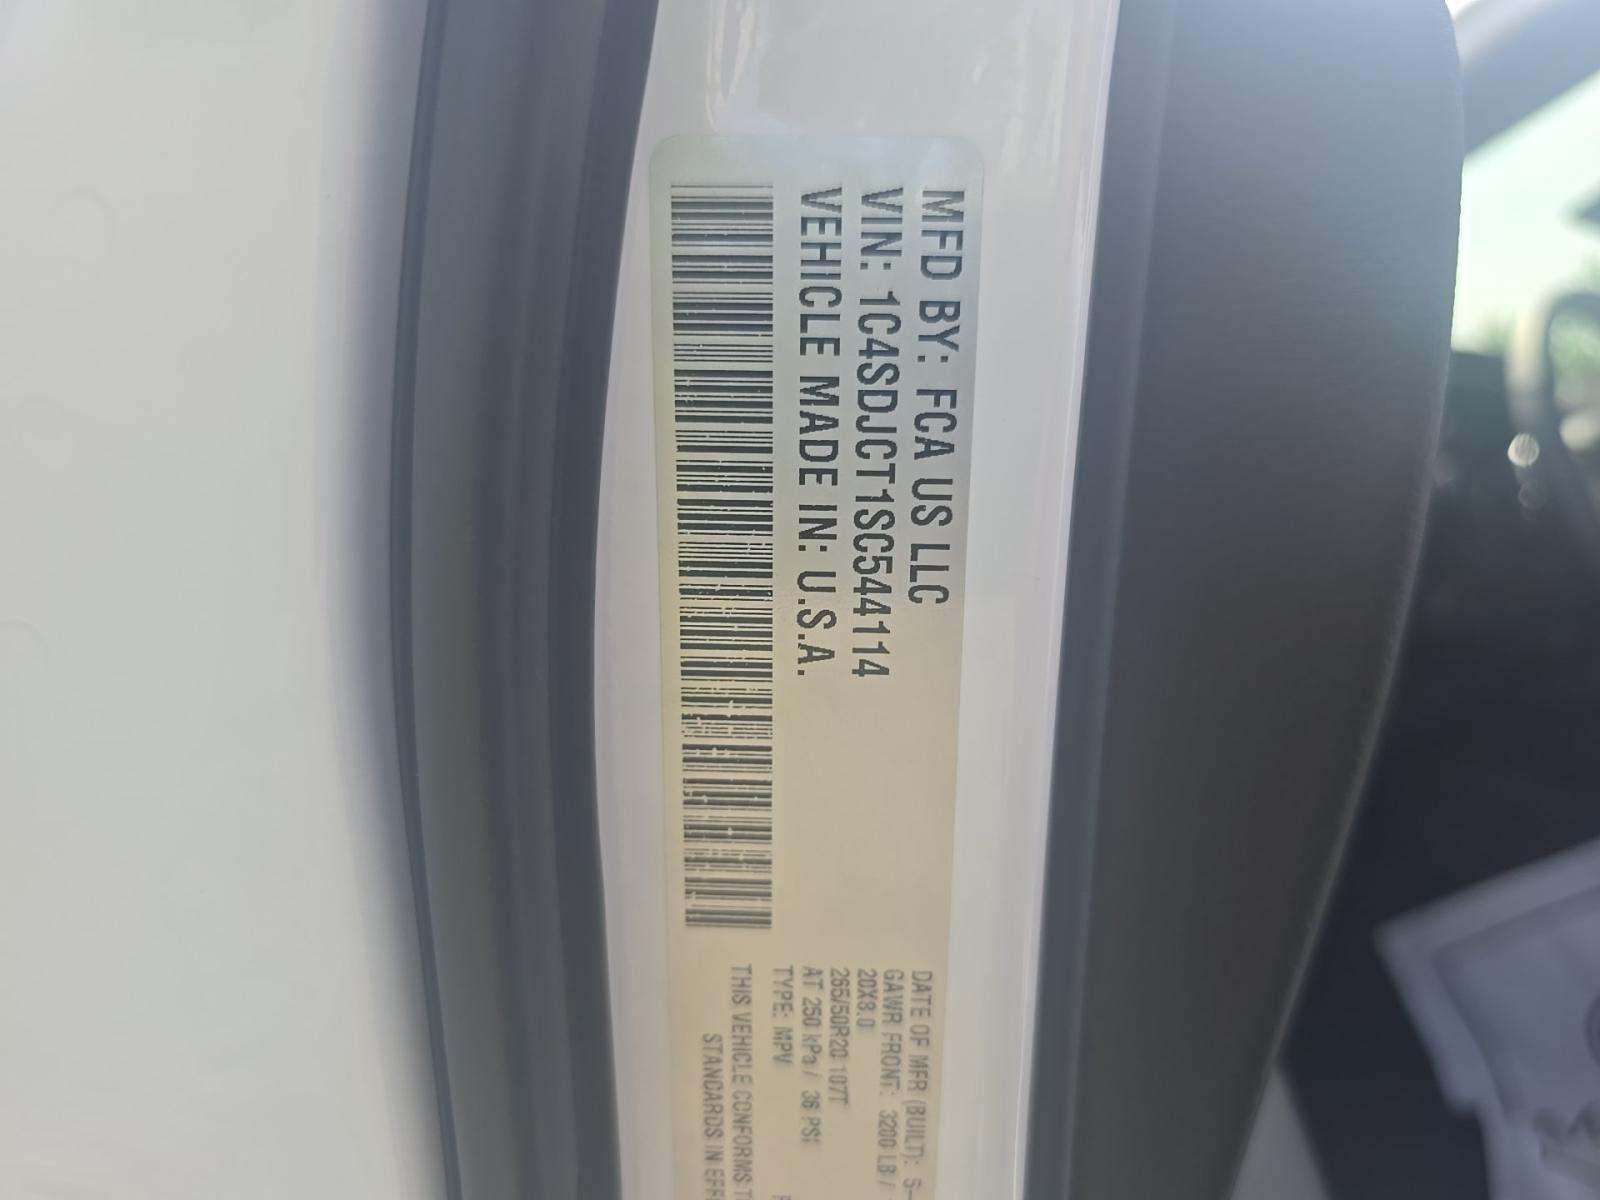 MFD BY: FCA US LLC
VIN: 1C4SDJCT1SC544114
VEHICLE MADE IN: U.S.A.
DATE OF MFR (BUILT):
GAWR FRONT: 3200 LB /
20X8.0
265/50R20 107T
AT 250 kPa / 36 PSI
TYPE: MPV
THIS VEHICLE CONFORMS T
STANDARDS IN EFF